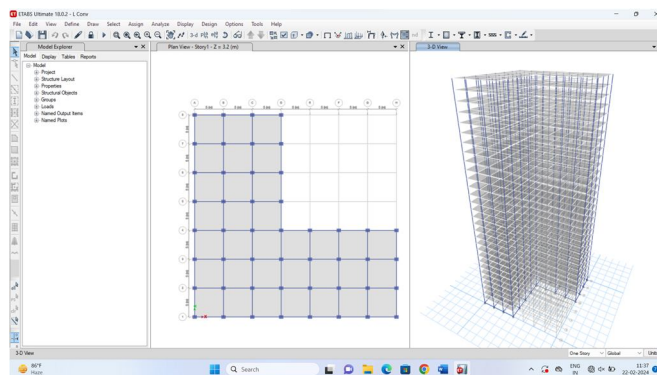 ETABS Ultimate 18.0.2 - L Conv
File Edit View Define Draw Select Assign Analyze Display Design Options Tools Help
Model Explorer
Plan View - Story1 - Z = 3.2 (m)
3-D View
Model Display Tables Reports
Model
Project
Structure Layout
Properties
Structural Objects
Groups
Loads
Named Output Items
Named Plots
3-D View
One Story
Global
Units
86°F
Haze
Search
ENG
IN
11:37
22-02-2024